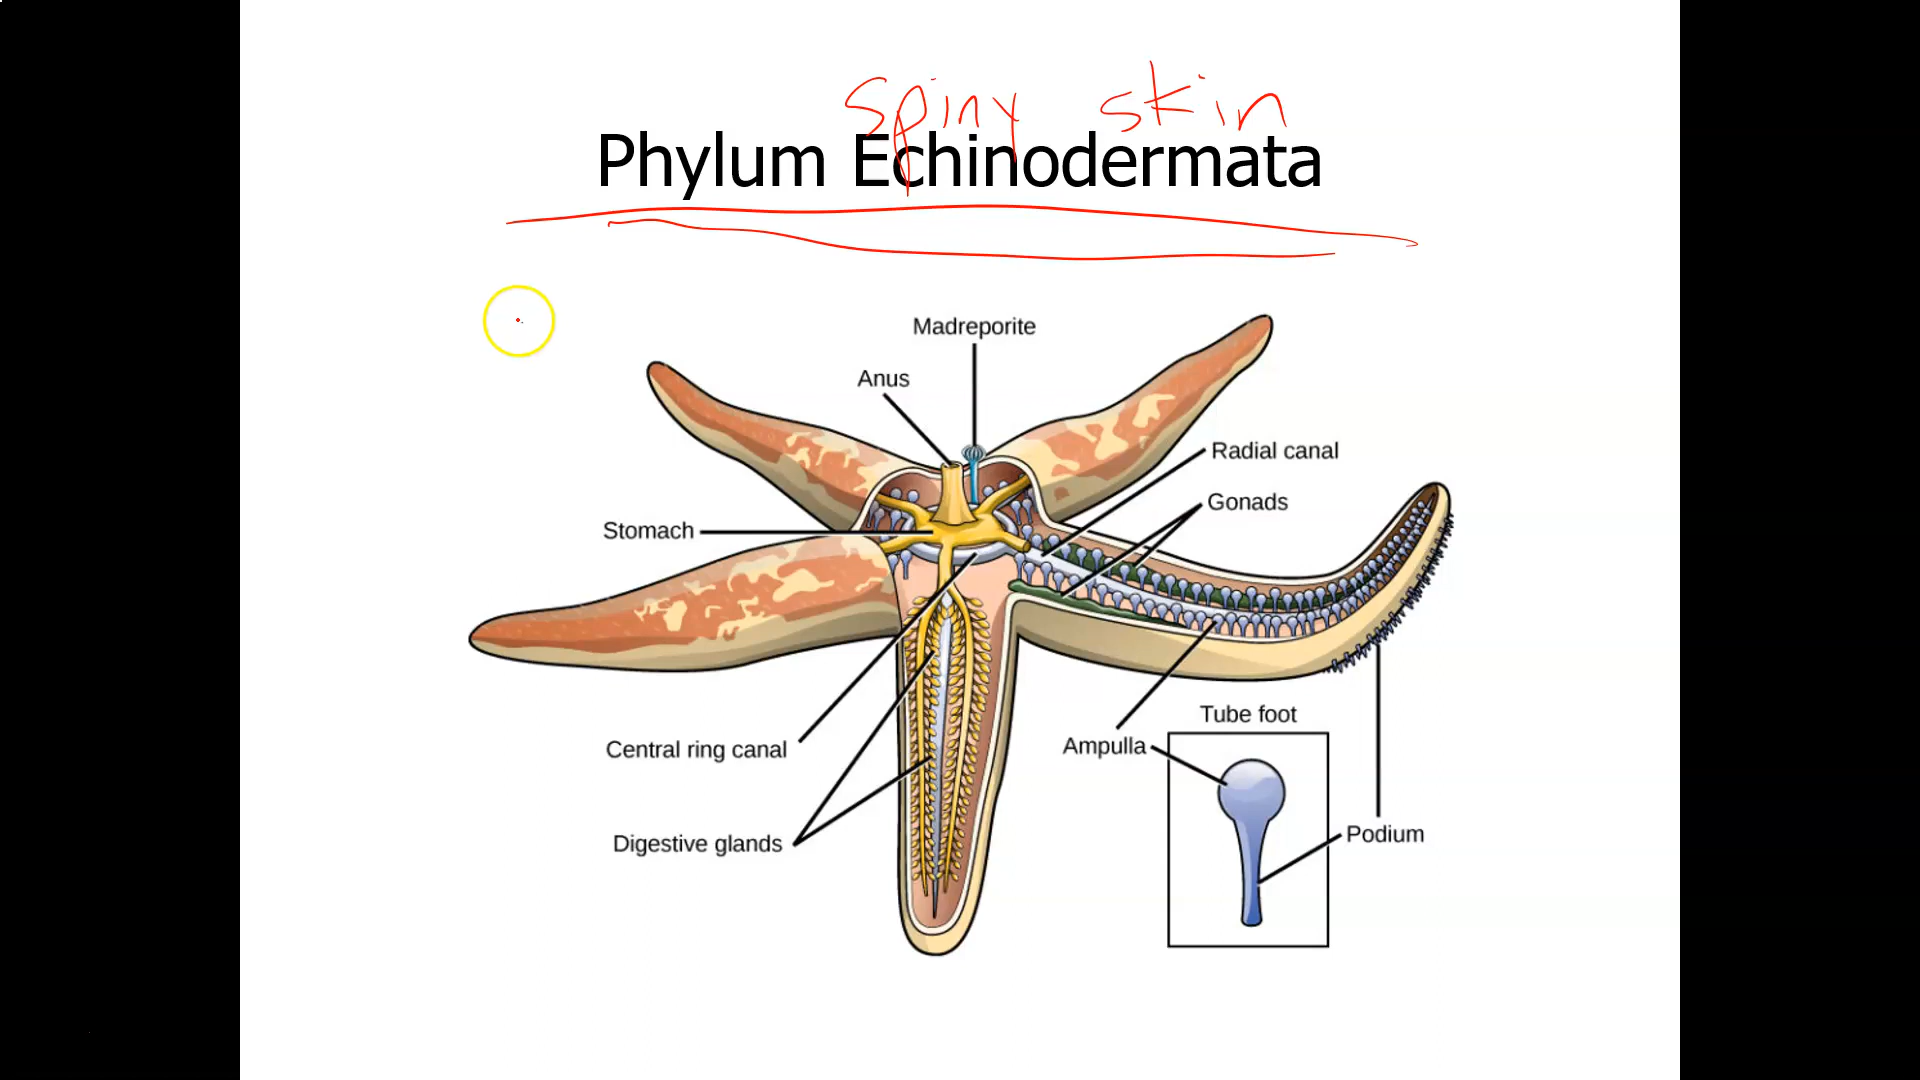 spiny skin
Phylum Echinodermata
Madreporite
Anus
Radial canal
Gonads
Stomach
Tube foot
Central ring canal
Ampulla
Digestive glands
Podium